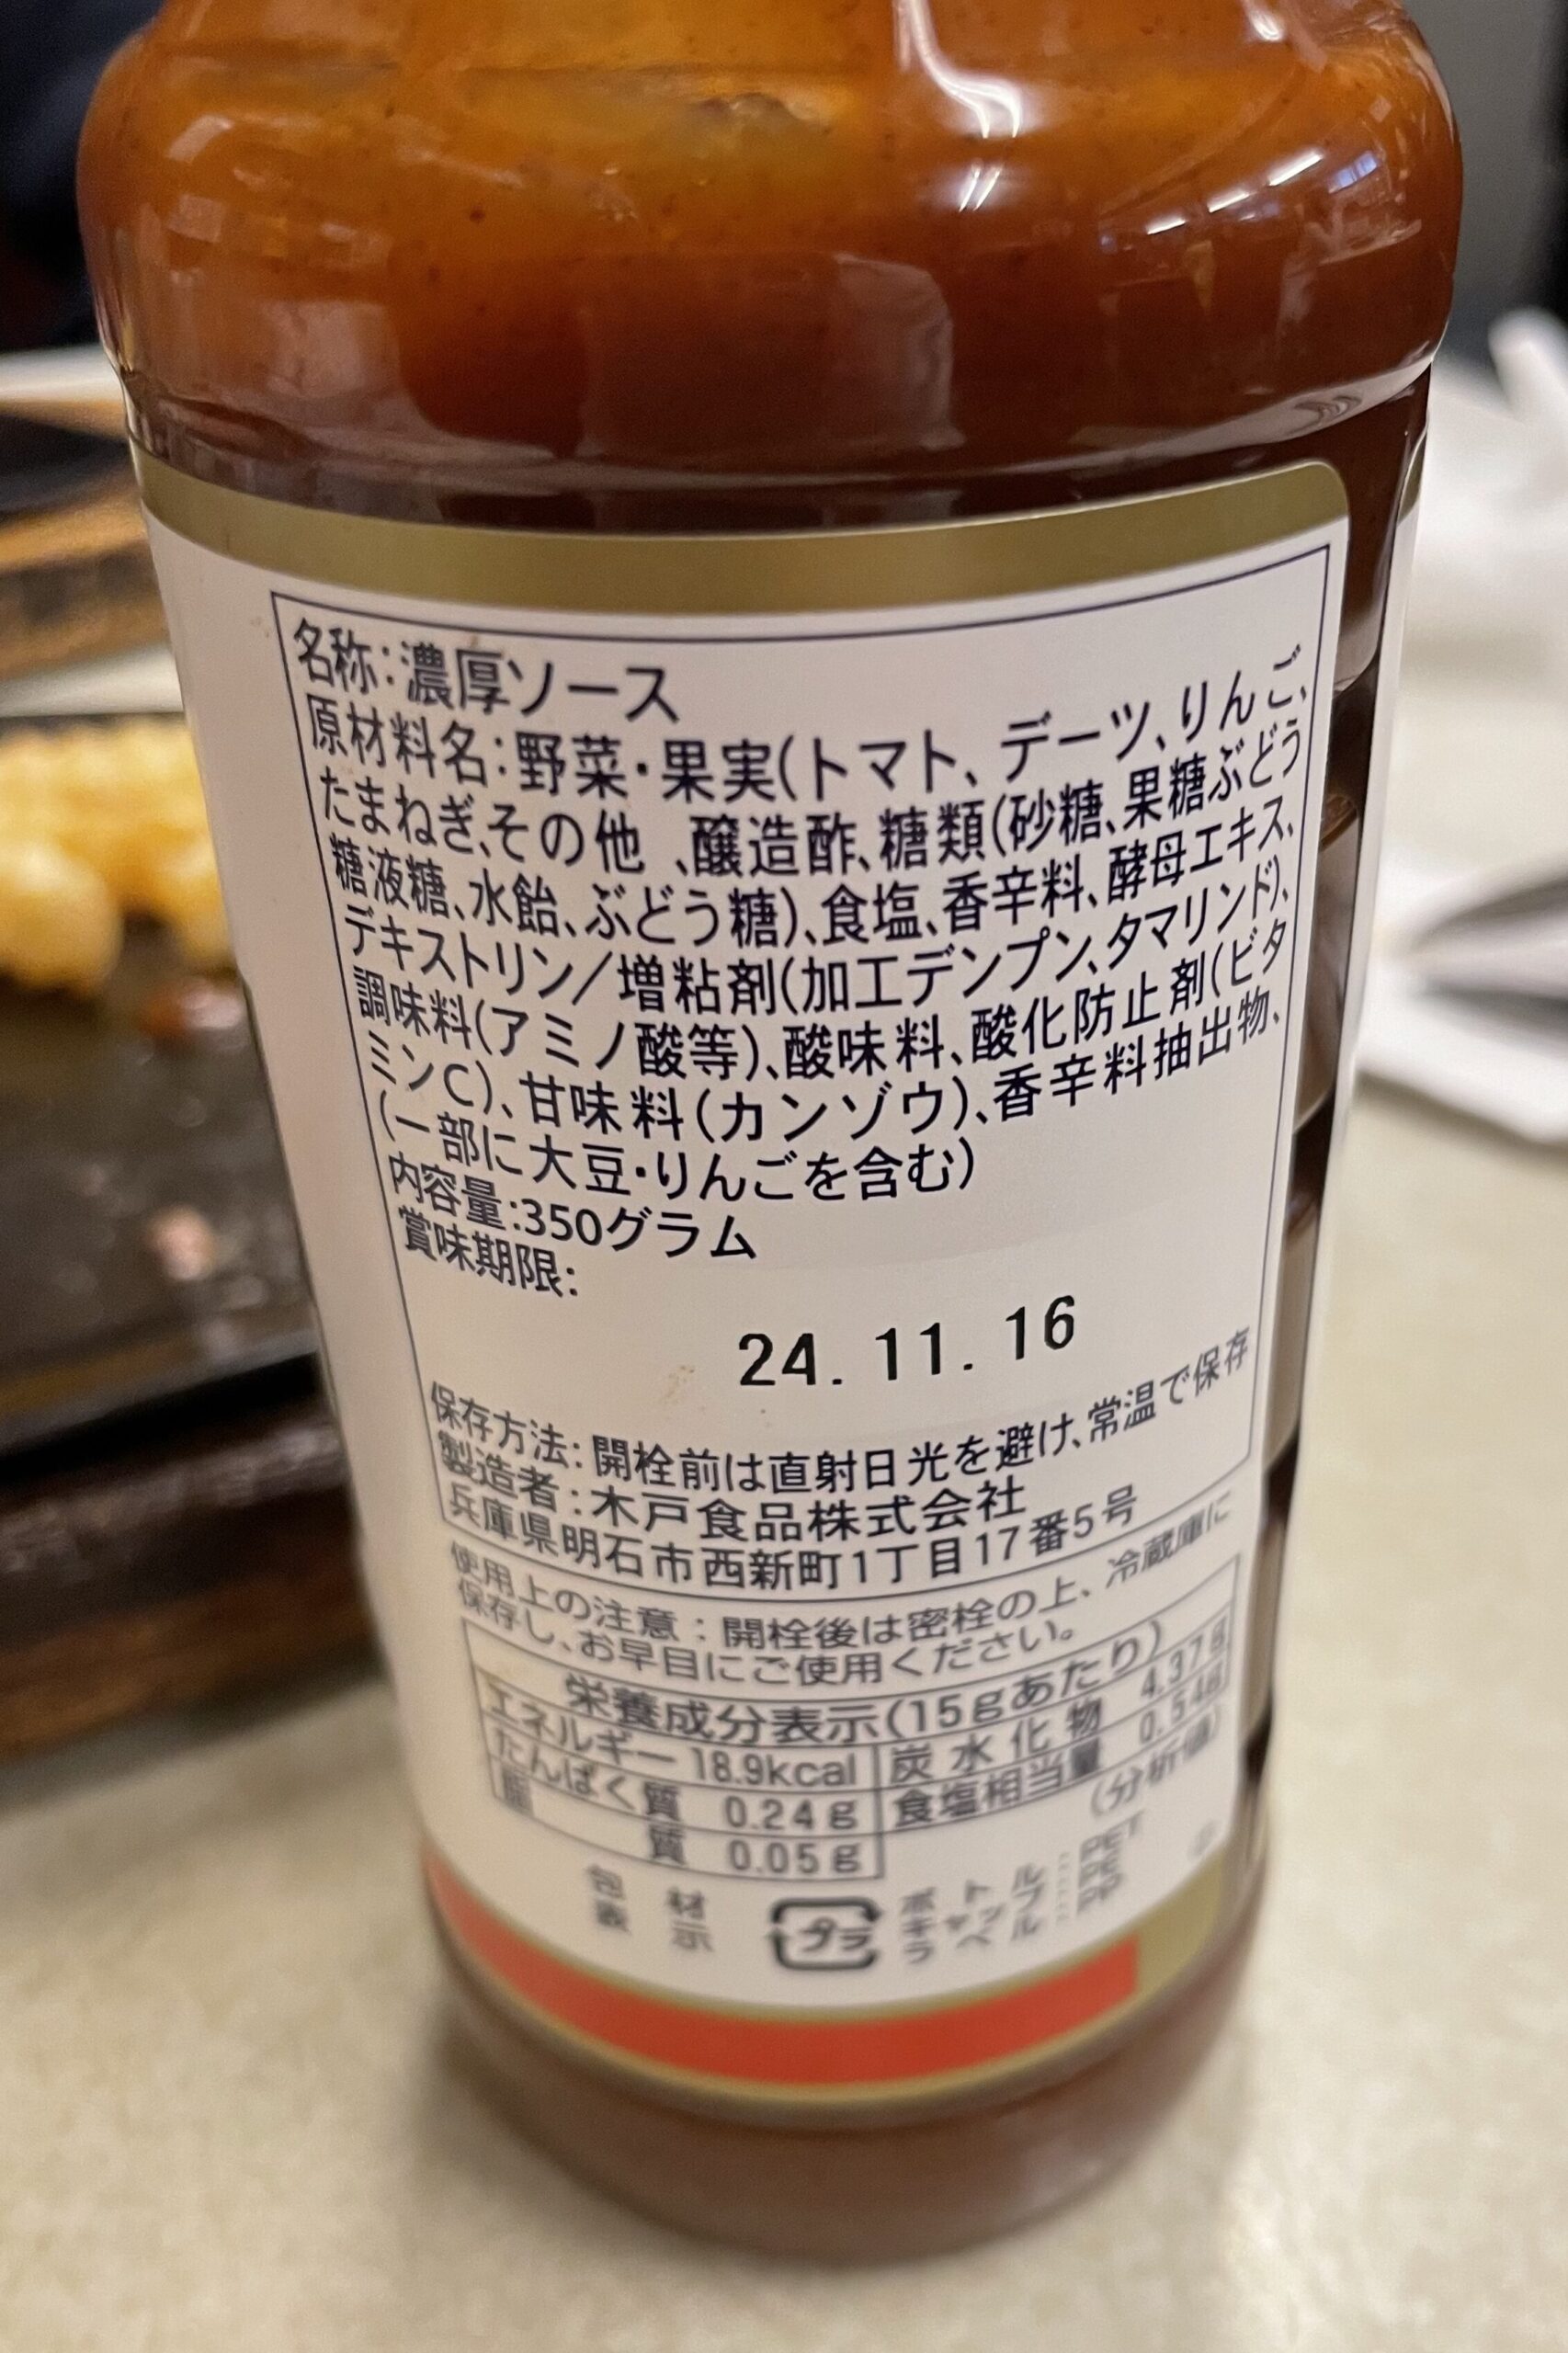 名称:濃厚ソース
原材料名:野菜・果実(トマト、デーツ、りんご、
たまねぎ、その他 、醸造酢、糖類(砂糖、果糖ぶどう
糖液糖、水飴、ぶどう糖)、食塩、香辛料、酵母エキス、
デキストリン/増粘剤(加工デンプン、タマリンド)、
調味料(アミノ酸等)、酸味料、酸化防止剤(ビタ
ミンC)、甘味料(カンゾウ)、香辛料抽出物、
(一部に大豆・りんごを含む)
内容量:350グラム
賞味期限:
24. 11. 16
保存方法:開栓前は直射日光を避け、常温で保存
製造者:木戸食品株式会社
兵庫県明石市西新町1丁目17番5号
使用上の注意:開栓後は密栓の上、冷蔵庫に
保存し、お早目にご使用ください。
栄養成分表示(15gあたり)
エネルギー 18.9kcal 炭水化物 4.37g
たんぱく質 0.24g 食塩相当量 0.54g
脂質 0.05g (分析値)
包材 ボトル PET
表示 プラ キャップ PE
ラベル PP